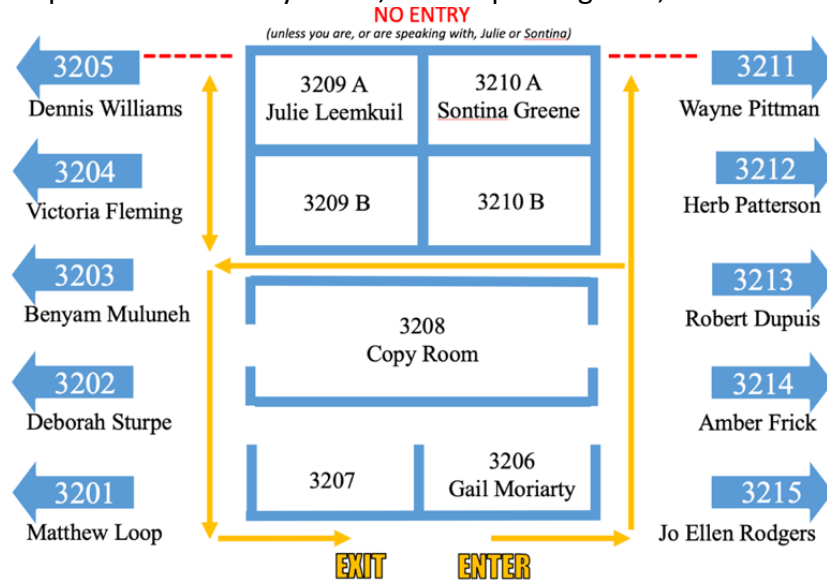 NO ENTRY
(unless you are, or are speaking with, Julie or Sontina)
3205
Dennis Williams
3209 A
Julie Leemkuil
3210 A
Sontina Greene
3211
Wayne Pittman
3204
Victoria Fleming
3209 B
3210 B
3212
Herb Patterson
3203
Benyam Muluneh
3208
Copy Room
3213
Robert Dupuis
3202
Deborah Sturpe
3214
Amber Frick
3201
Matthew Loop
3207
3206
Gail Moriarty
3215
Jo Ellen Rodgers
EXIT
ENTER